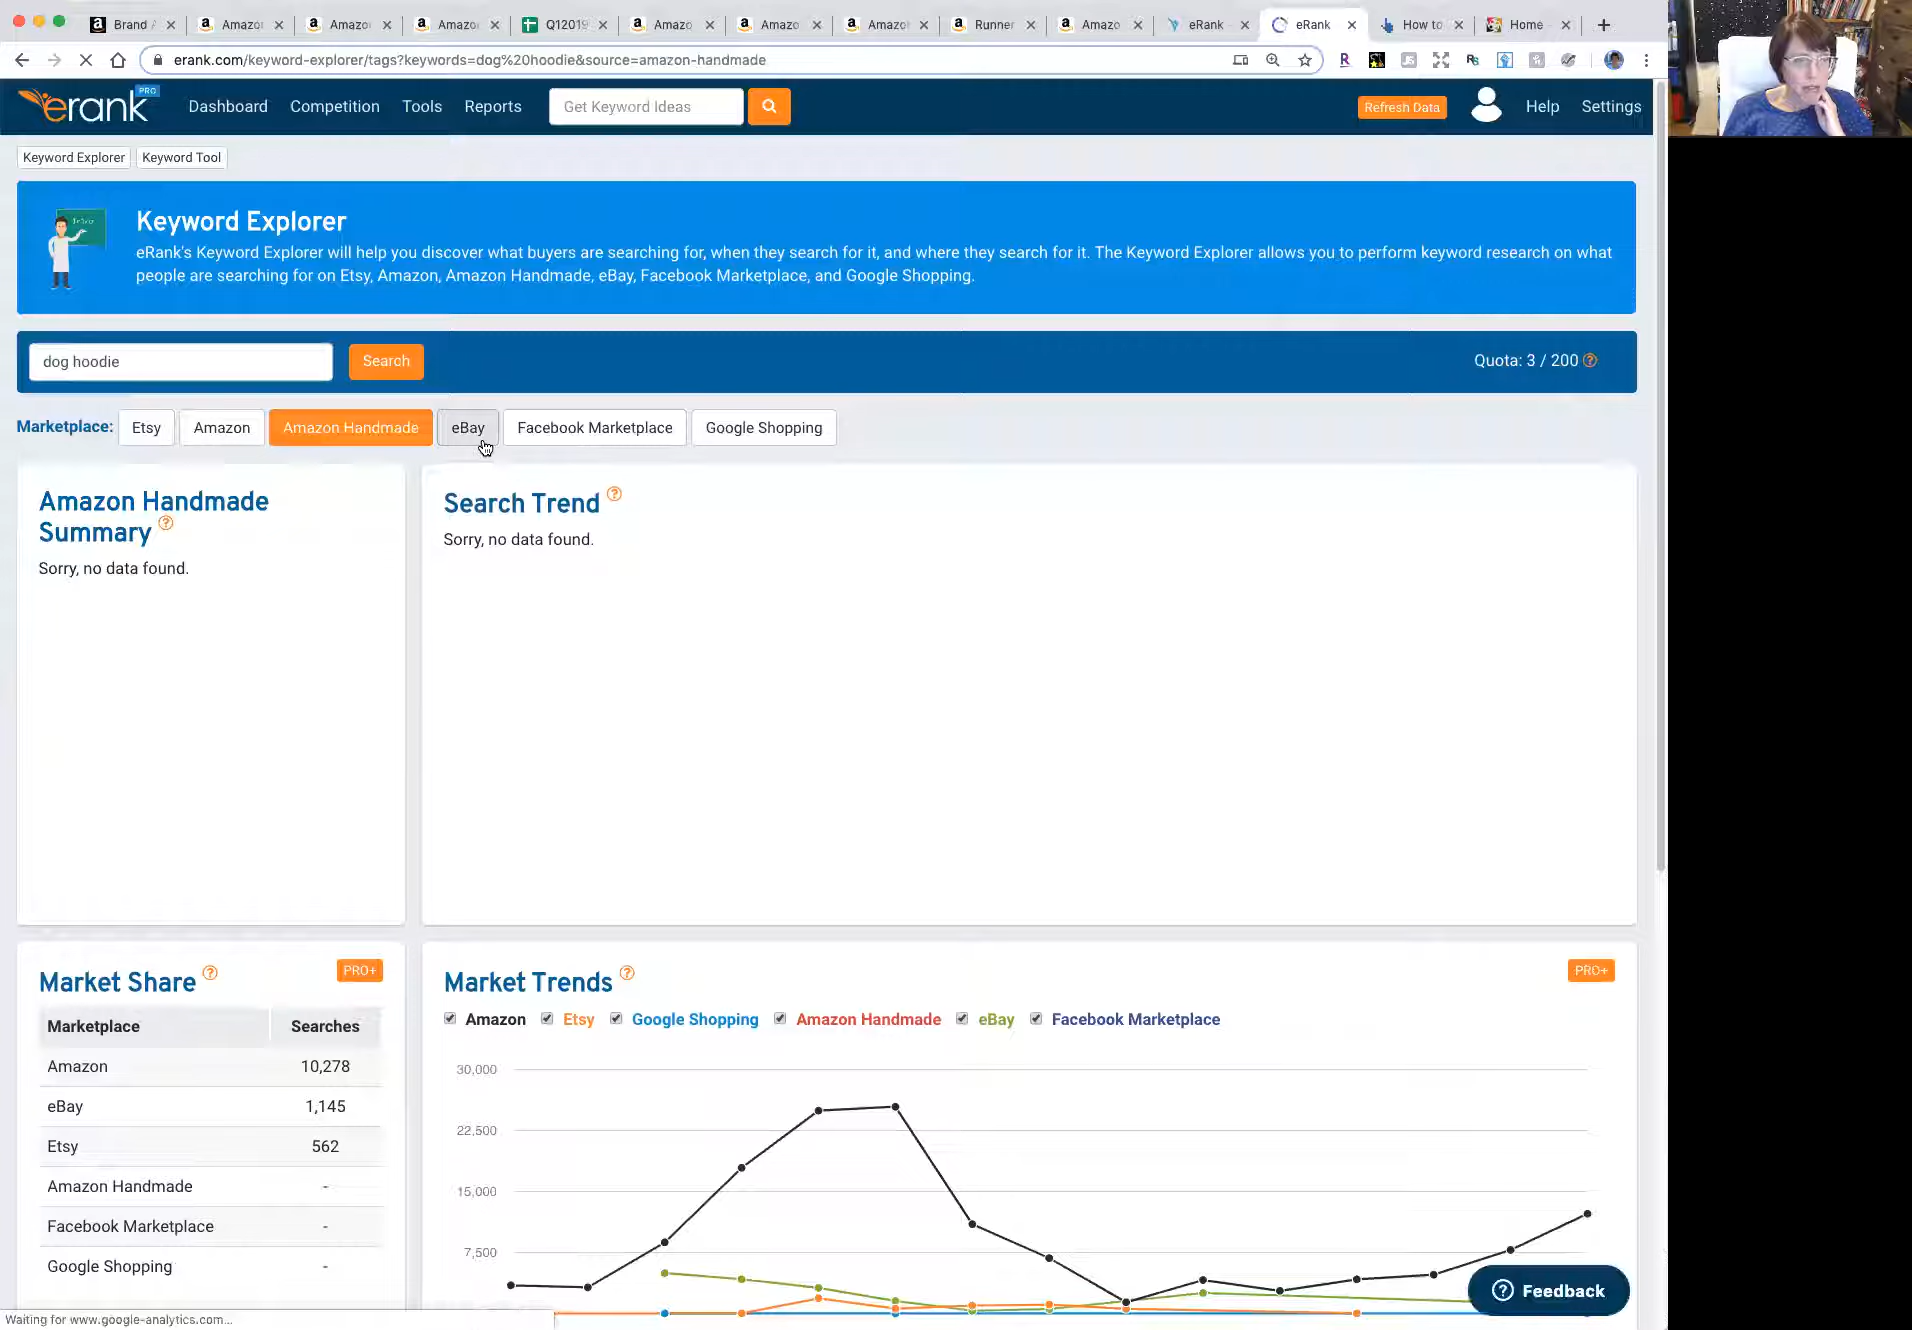 Brand A
Amazo
Amazo
Amazo
Q12019
Amazo
Amazo
Amazo
Runner
Amazo
eRank
eRank
How to
Home
erank.com/keyword-explorer/tags?keywords=dog%20hoodie&source=amazon-handmade
erank PRO
Dashboard
Competition
Tools
Reports
Get Keyword Ideas
Refresh Data
Help
Settings
Keyword Explorer
Keyword Tool
Keyword Explorer
eRank's Keyword Explorer will help you discover what buyers are searching for, when they search for it, and where they search for it. The Keyword Explorer allows you to perform keyword research on what
people are searching for on Etsy, Amazon, Amazon Handmade, eBay, Facebook Marketplace, and Google Shopping.
dog hoodie
Search
Quota: 3 / 200
Marketplace:
Etsy
Amazon
Amazon Handmade
eBay
Facebook Marketplace
Google Shopping
Amazon Handmade
Summary
Sorry, no data found.
Search Trend
Sorry, no data found.
Market Share
PRO+
Marketplace Searches
Amazon 10,278
eBay 1,145
Etsy 562
Amazon Handmade -
Facebook Marketplace -
Google Shopping -
Market Trends
PRO+
Amazon
Etsy
Google Shopping
Amazon Handmade
eBay
Facebook Marketplace
30,000
22,500
15,000
7,500
Feedback
Waiting for www.google-analytics.com...